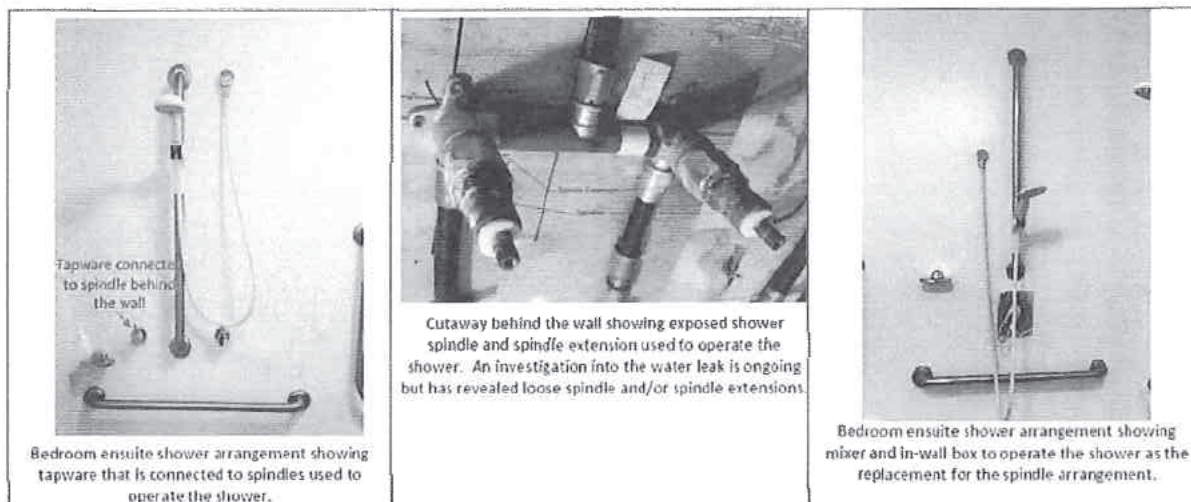 Tapware connected
to spindle behind
the wall
Bedroom ensuite shower arrangement showing
tapware that is connected to spindles used to
operate the shower.
Cutaway behind the wall showing exposed shower
spindle and spindle extension used to operate the
shower. An investigation into the water leak is ongoing
but has revealed loose spindle and/or spindle extensions.
Bedroom ensuite shower arrangement showing
mixer and in-wall box to operate the shower as the
replacement for the spindle arrangement.